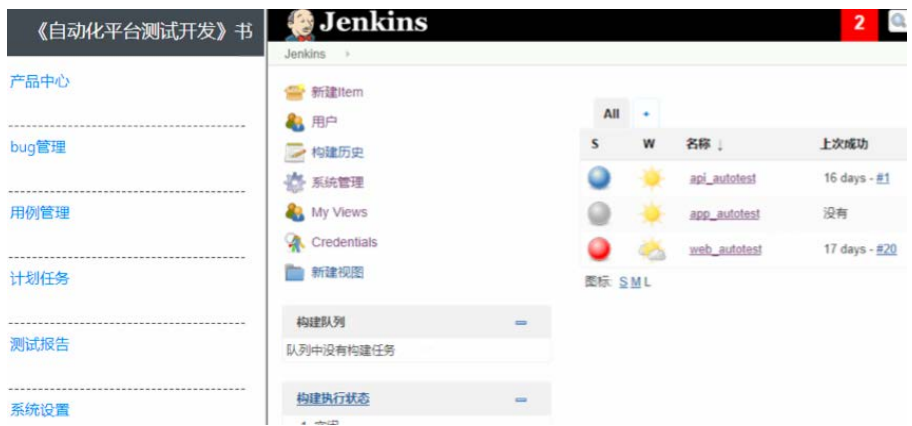 《自动化平台测试开发》书
产品中心
bug管理
用例管理
计划任务
测试报告
系统设置
Jenkins
2
Jenkins
新建Item
用户
构建历史
系统管理
My Views
Credentials
新建视图
构建队列
队列中没有构建任务
构建执行状态
All +
S W 名称 ↓ 上次成功
api_autotest 16 days - #1
app_autotest 没有
web_autotest 17 days - #20
图标: S M L